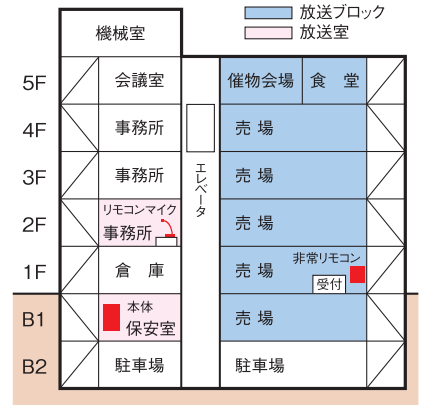 放送ブロック
放送室
機械室
5F
会議室
催物会場
食 堂
4F
事務所
売 場
エレベータ
3F
事務所
売 場
2F
リモコンマイク
事務所
売 場
1F
倉 庫
売 場
非常リモコン
受付
B1
本体
保安室
売 場
B2
駐車場
駐車場